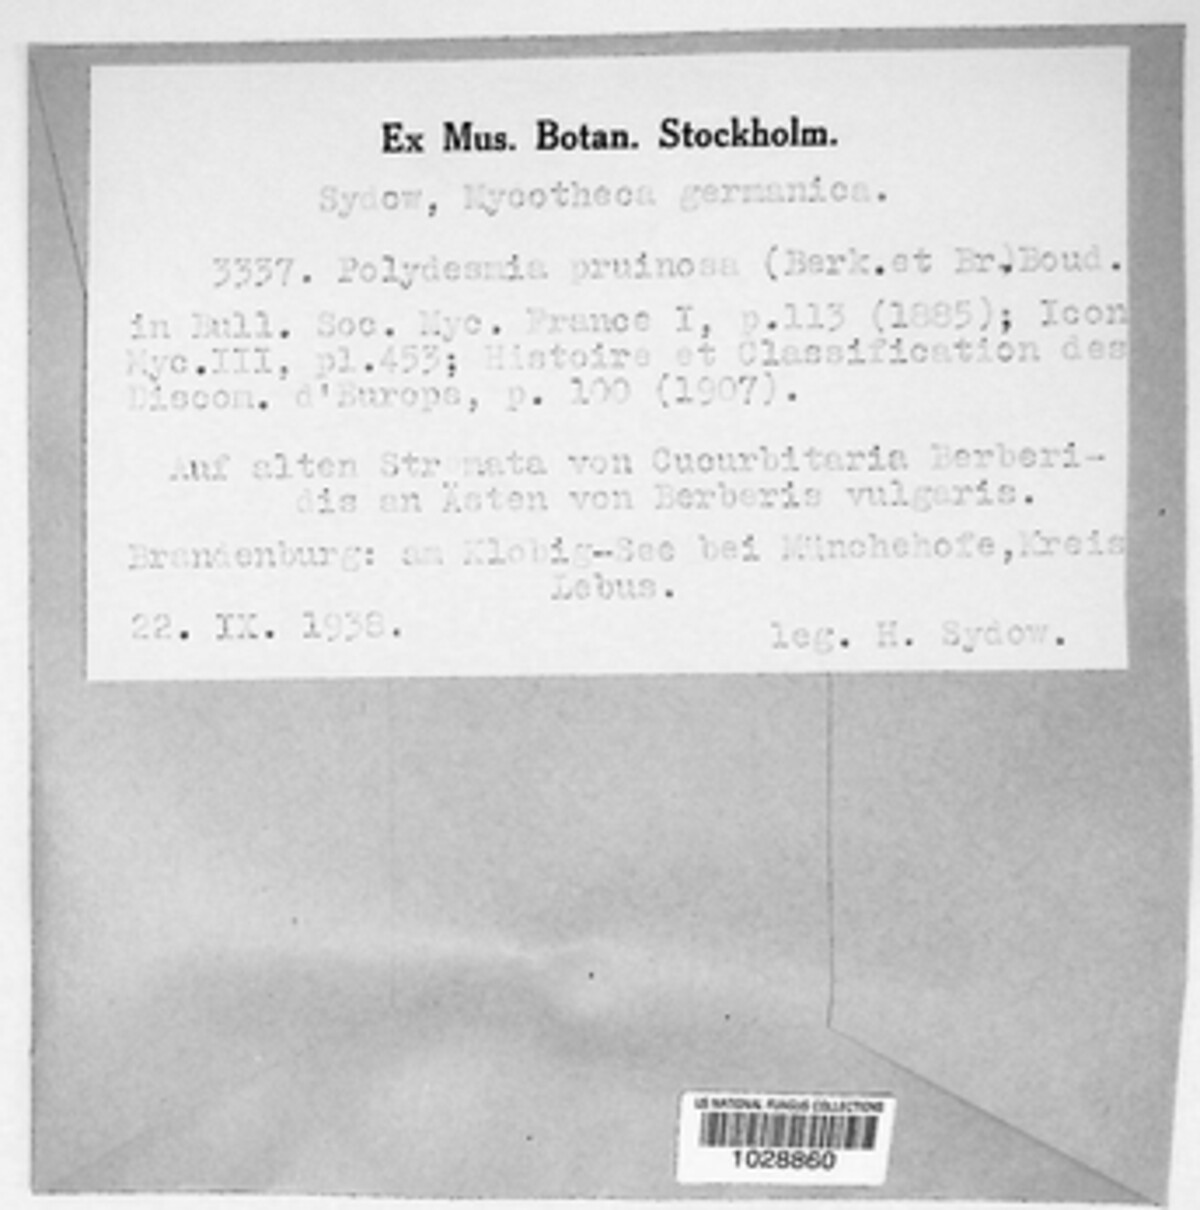 Ex Mus. Botan. Stockholm.
Sydow, Mycotheca germanica.
3337. Polydesmia pruinosa (Berk.et Br.)Boud.
in Bull. Soc. Myc. France I, p.113 (1885); Icon
Myc.III, pl.453; Histoire et Classification des
Discom. d'Europe, p. 100 (1907).
Auf alten Stromata von Cucurbitaria Berberi-
dis an Ästen von Berberis vulgaris.
Brandenburg: am Klobig-See bei Münchehofe,Kreis
Lebus.
22. IX. 1938.
leg. H. Sydow.
US NATIONAL FUNGUS COLLECTIONS
1028860